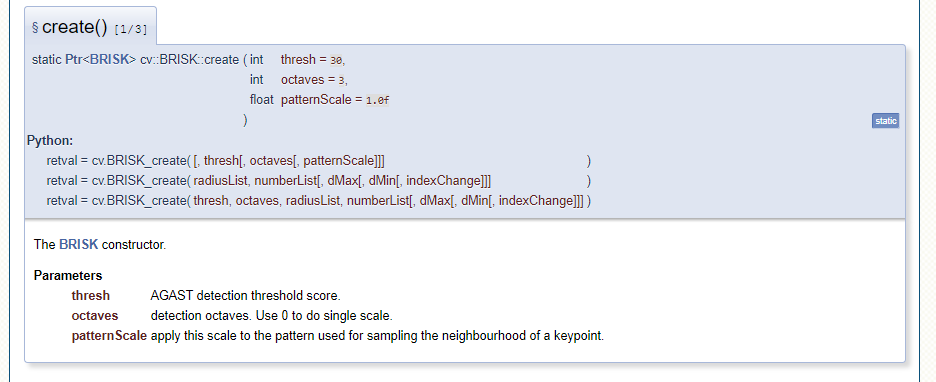 § create() [1/3]
static Ptr<BRISK> cv::BRISK::create ( int thresh = 30,
int octaves = 3,
float patternScale = 1.0f
)
static
Python:
retval = cv.BRISK_create( [, thresh[, octaves[, patternScale]]] )
retval = cv.BRISK_create( radiusList, numberList[, dMax[, dMin[, indexChange]]] )
retval = cv.BRISK_create( thresh, octaves, radiusList, numberList[, dMax[, dMin[, indexChange]]] )
The BRISK constructor.
Parameters
thresh AGAST detection threshold score.
octaves detection octaves. Use 0 to do single scale.
patternScale apply this scale to the pattern used for sampling the neighbourhood of a keypoint.